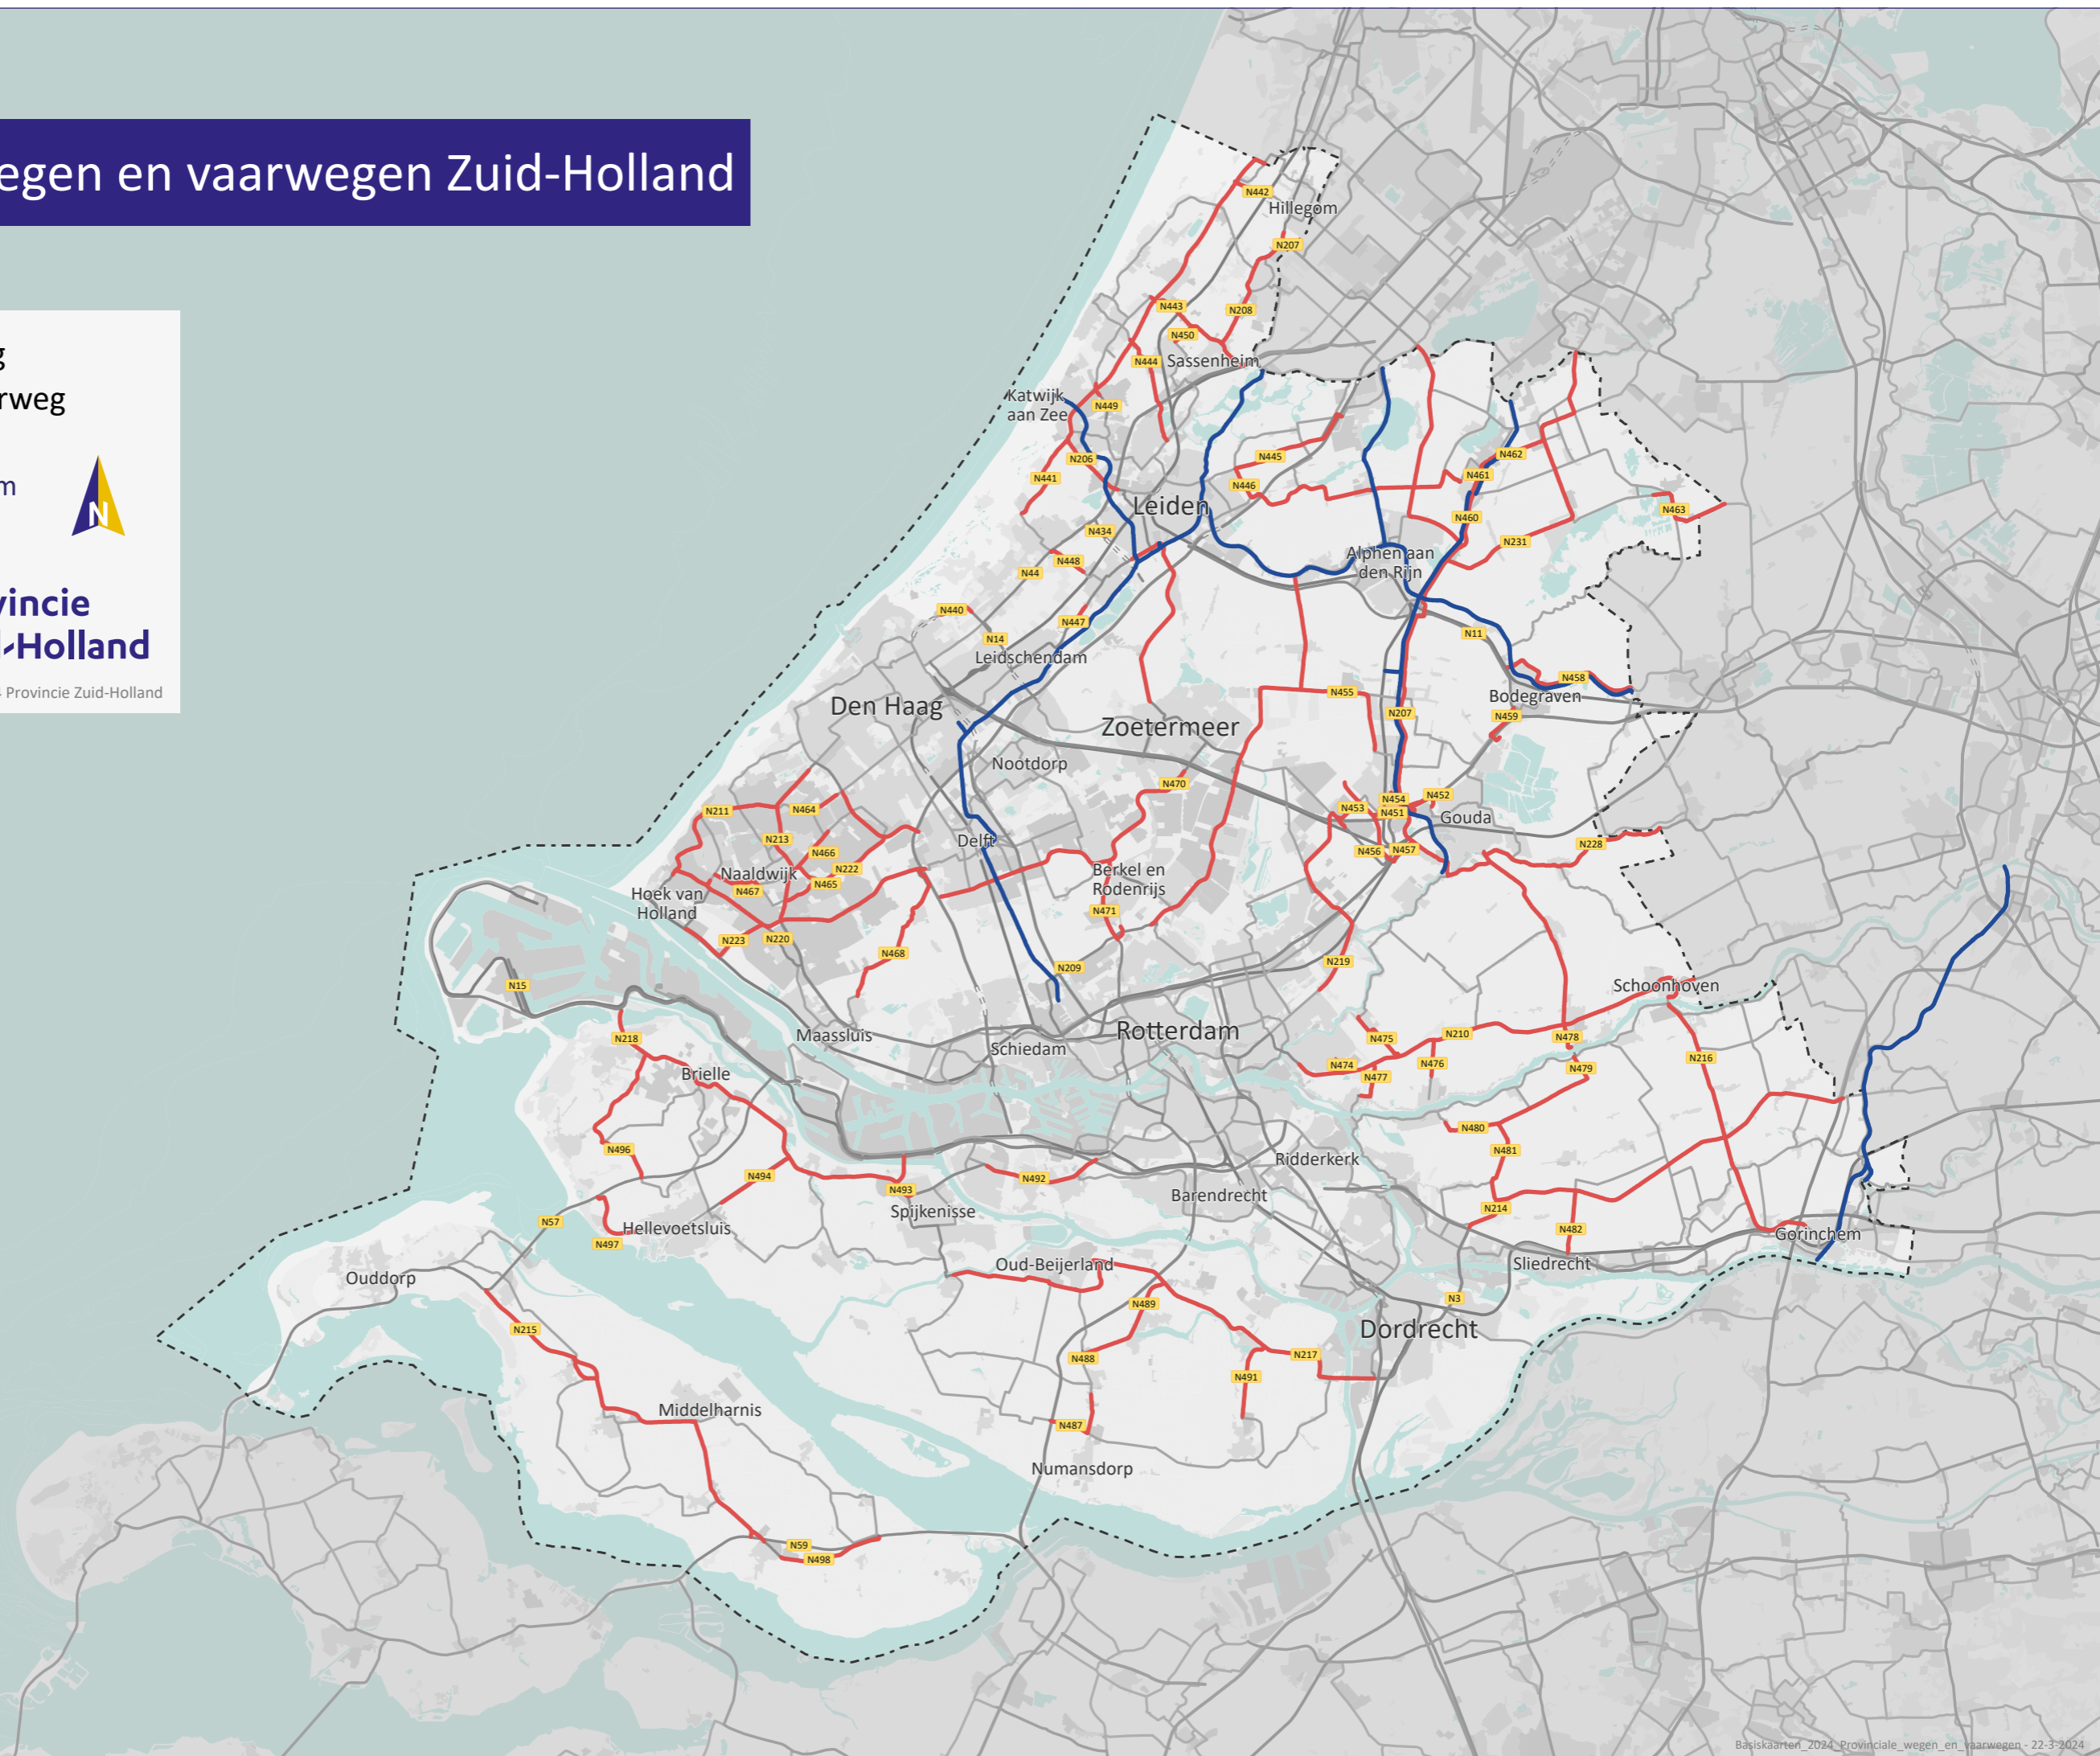 egen en vaarwegen Zuid-Holland
g
rweg
m
N
vincie
d-Holland
4 Provincie Zuid-Holland
N442
Hillegom
N207
N443
N208
N450
N444
Sassenheim
Katwijk
aan Zee
N449
N206
N441
N445
N446
N462
N461
N463
Leiden
N460
N434
N231
N448
N44
Alphen aan
den Rijn
N440
N447
N14
N11
Leidschendam
N458
Bodegraven
N455
Den Haag
N207
N459
Zoetermeer
Nootdorp
N470
N454
N452
N453
N451
Gouda
N211
N464
N213
Delft
N466
N456
N457
N228
N222
Naaldwijk
N465
N467
Berkel en
Rodenrijs
Hoek van
Holland
N471
N223
N220
N468
N209
N219
N15
Schoonhoven
Maassluis
Rotterdam
N218
Schiedam
N475
N210
N478
N474
N476
N477
N479
N216
Brielle
N480
N496
N481
Ridderkerk
N494
N492
N493
Barendrecht
Spijkenisse
N214
N57
Hellevoetsluis
N482
N497
Gorinchem
Oud-Beijerland
Sliedrecht
Ouddorp
N489
N3
N215
Dordrecht
N488
N217
N491
Middelharnis
N487
Numansdorp
N59
N498
Basiskaarten_2024_Provinciale_wegen_en_vaarwegen - 22-3-2024